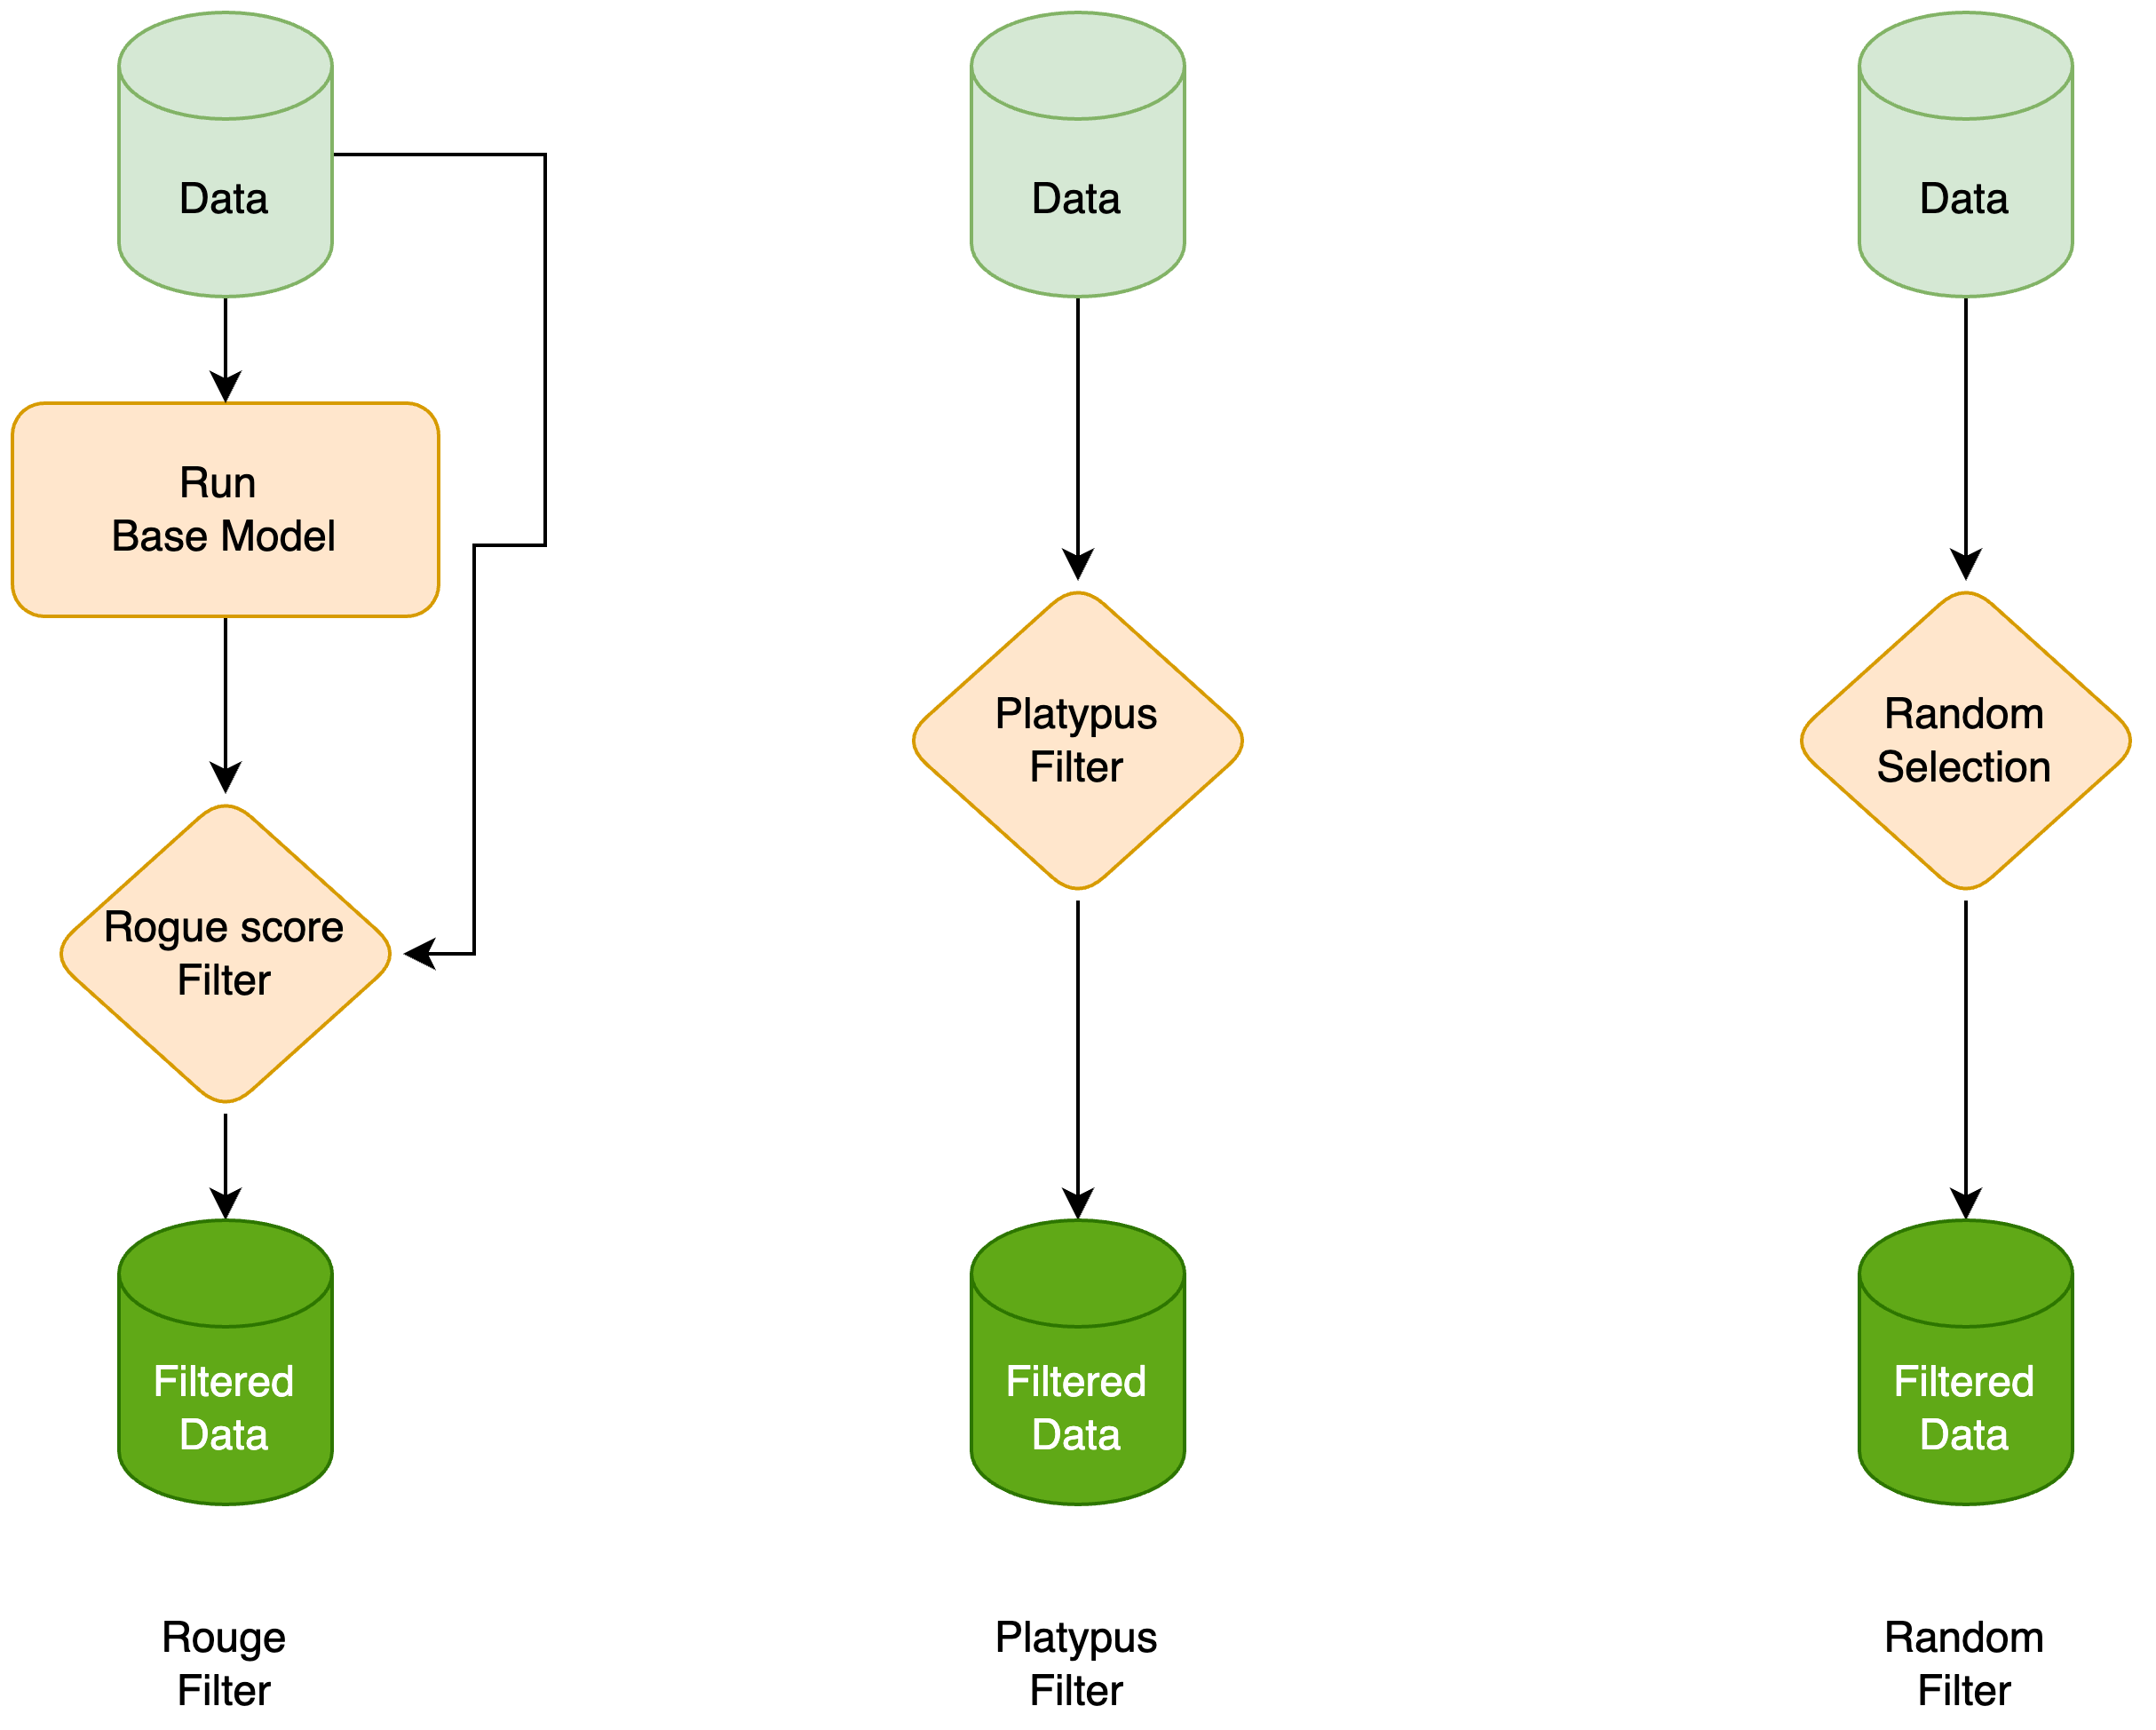 Data
Run
Base Model
Rogue score
Filter
Filtered
Data
Rouge
Filter
Data
Platypus
Filter
Filtered
Data
Platypus
Filter
Data
Random
Selection
Filtered
Data
Random
Filter